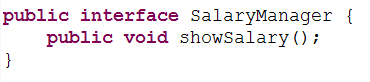 public interface SalaryManager {
    public void showSalary();
}